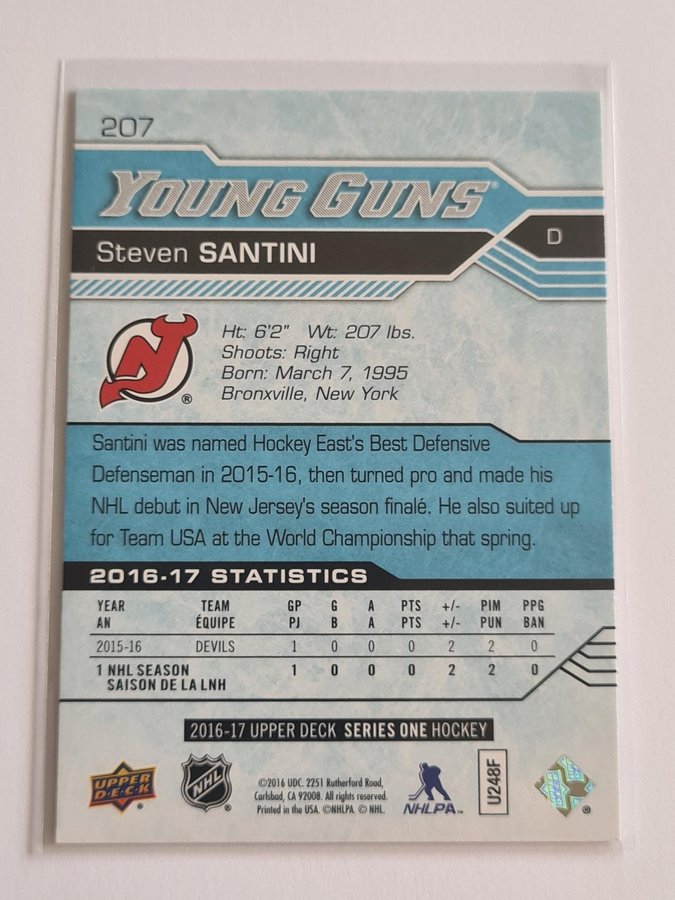 207
YOUNG GUNS®
Steven SANTINI
D
Ht: 6'2" Wt: 207 lbs.
Shoots: Right
Born: March 7, 1995
Bronxville, New York
®
Santini was named Hockey East's Best Defensive
Defenseman in 2015-16, then turned pro and made his
NHL debut in New Jersey's season finalé. He also suited up
for Team USA at the World Championship that spring.
2016-17 STATISTICS
YEAR TEAM GP G A PTS +/- PIM PPG
AN ÉQUIPE PJ B A PTS +/- PUN BAN
2015-16 DEVILS 1 0 0 0 2 2 0
1 NHL SEASON 1 0 0 0 2 2 0
SAISON DE LA LNH
2016-17 UPPER DECK SERIES ONE HOCKEY
UPPER DECK ®
NHL ®
©2016 UDC. 2251 Rutherford Road,
Carlsbad, CA 92008. All rights reserved.
Printed in the USA. ©NHLPA. © NHL.
NHLPA™
U248F
UPPER DECK ®